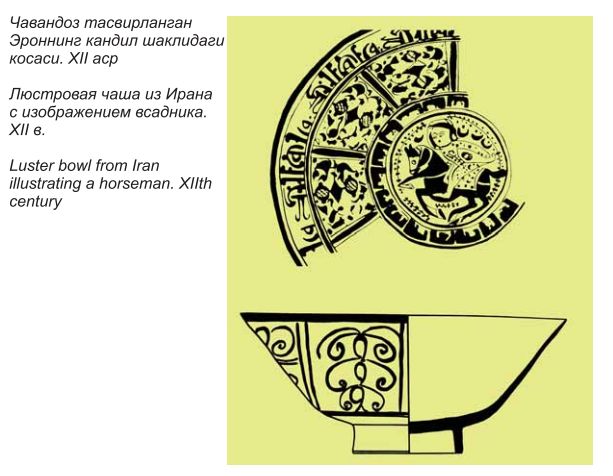 Чавандоз тасвирланган
Эроннинг кандил шаклидаги
косаси. XII аср
Люстровая чаша из Ирана
с изображением всадника.
XII в.
Luster bowl from Iran
illustrating a horseman. XIIth
century